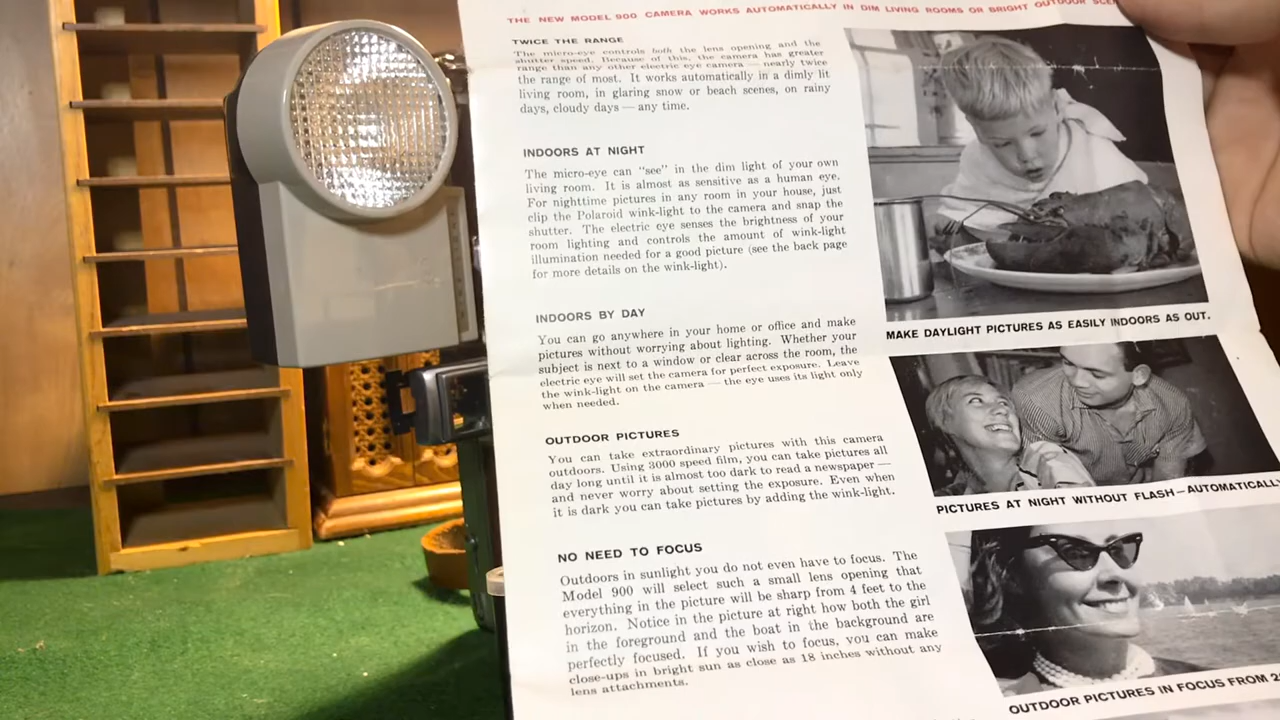 THE NEW MODEL 900 CAMERA WORKS AUTOMATICALLY IN DIM LIVING ROOMS OR BRIGHT OUTDOOR SCEN
TWICE THE RANGE
The micro-eye controls both the lens opening and the
shutter speed. Because of this, the camera has greater
range than any other electric eye camera — nearly twice
the range of most. It works automatically in a dimly lit
living room, in glaring snow or beach scenes, on rainy
days, cloudy days — any time.
INDOORS AT NIGHT
The micro-eye can "see" in the dim light of your own
living room. It is almost as sensitive as a human eye.
For nighttime pictures in any room in your house, just
clip the Polaroid wink-light to the camera and snap the
shutter. The electric eye senses the brightness of your
room lighting and controls the amount of wink-light
illumination needed for a good picture (see the back page
for more details on the wink-light).
INDOORS BY DAY
You can go anywhere in your home or office and make
pictures without worrying about lighting. Whether your
subject is next to a window or clear across the room, the
electric eye will set the camera for perfect exposure. Leave
the wink-light on the camera — the eye uses its light only
when needed.
OUTDOOR PICTURES
You can take extraordinary pictures with this camera
outdoors. Using 3000 speed film, you can take pictures all
day long until it is almost too dark to read a newspaper —
and never worry about setting the exposure. Even when
it is dark you can take pictures by adding the wink-light.
NO NEED TO FOCUS
Outdoors in sunlight you do not even have to focus. The
Model 900 will select such a small lens opening that
everything in the picture will be sharp from 4 feet to the
horizon. Notice in the picture at right how both the girl
in the foreground and the boat in the background are
perfectly focused. If you wish to focus, you can make
close-ups in bright sun as close as 18 inches without any
lens attachments.
MAKE DAYLIGHT PICTURES AS EASILY INDOORS AS OUT.
PICTURES AT NIGHT WITHOUT FLASH—AUTOMATICALLY
OUTDOOR PICTURES IN FOCUS FROM